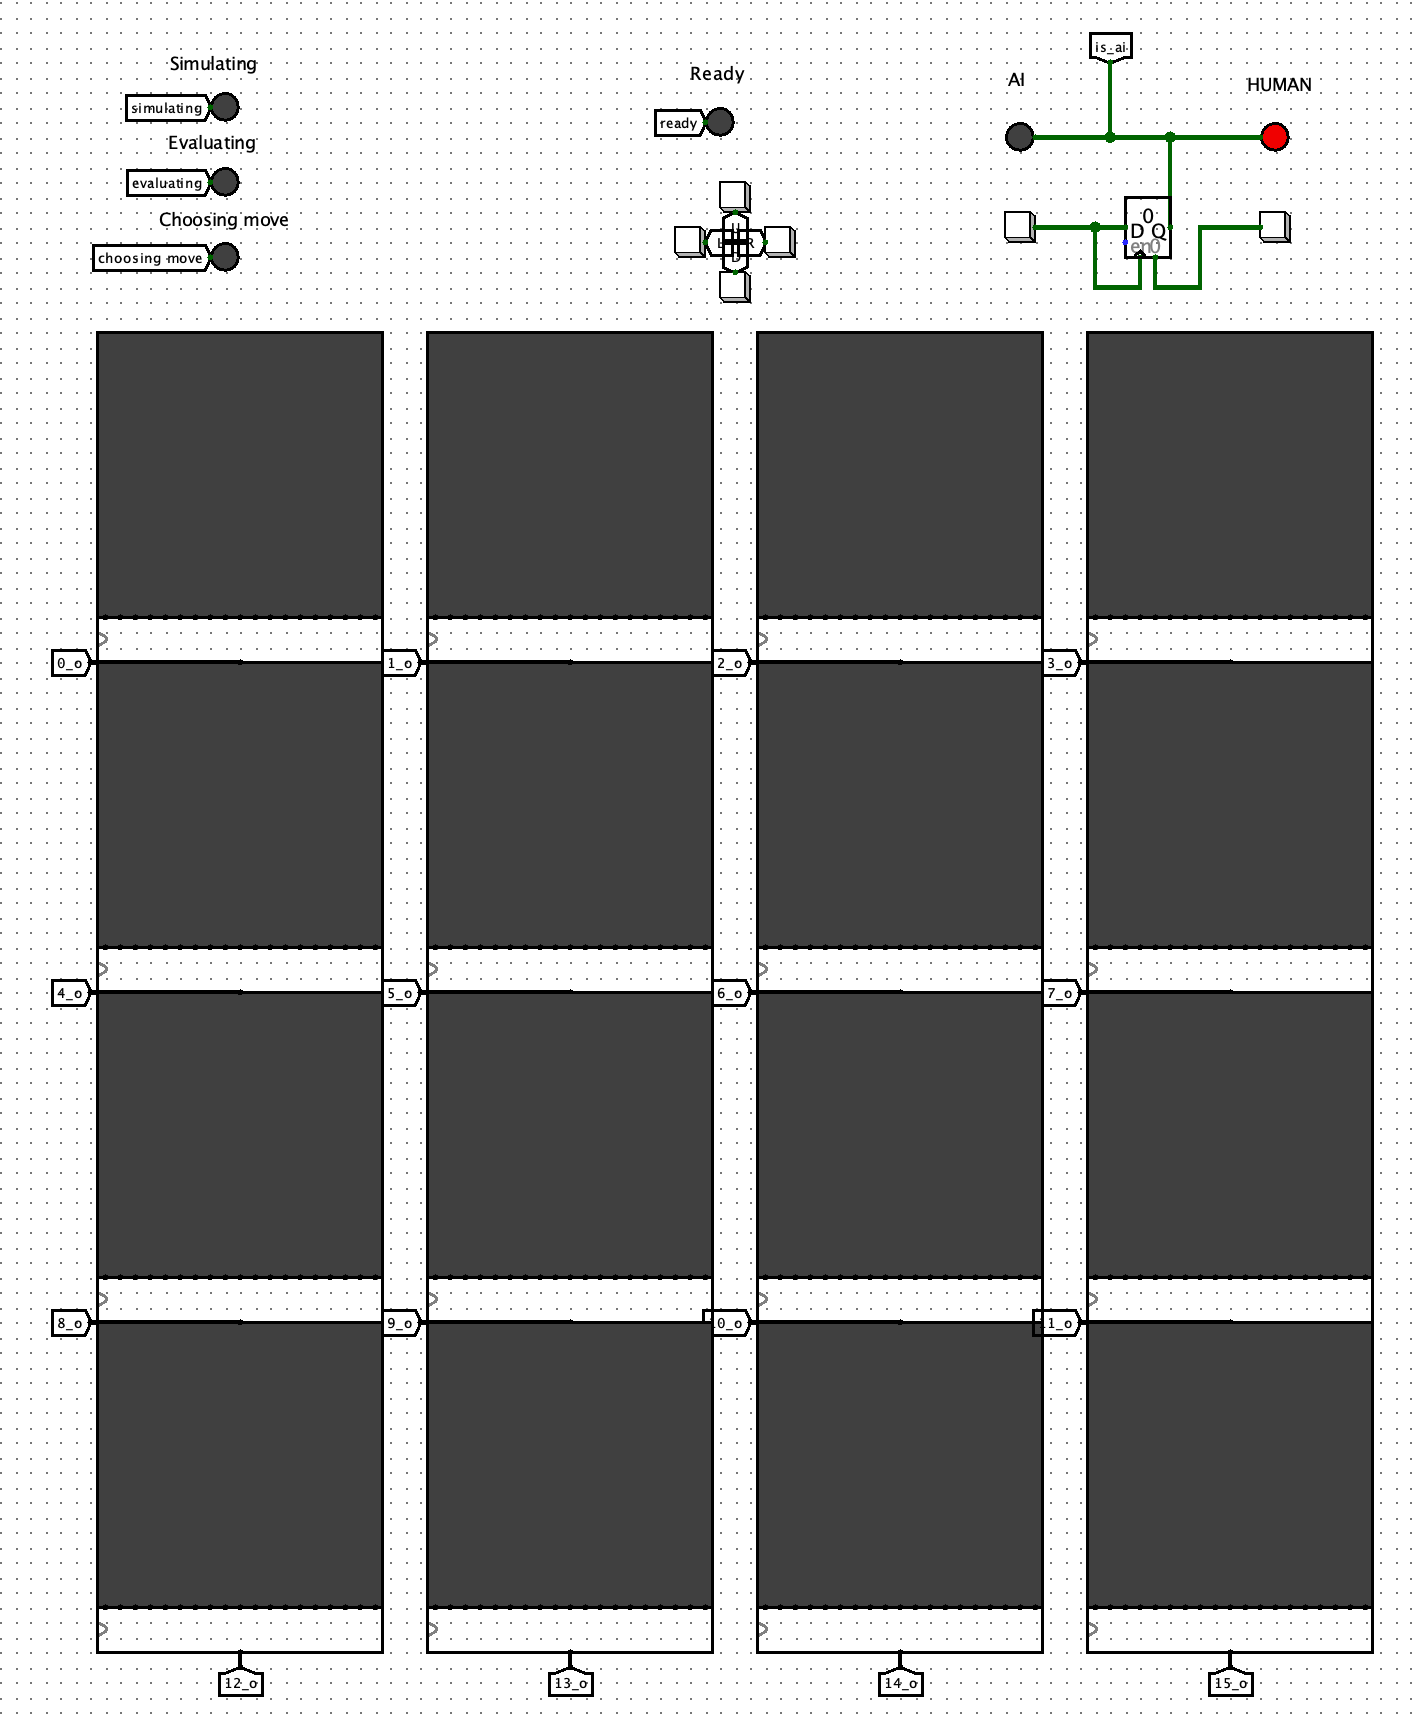 is_ai
Simulating
Ready
AI
HUMAN
simulating
ready
Evaluating
evaluating
Choosing move
0
D Q
en0
R
D
choosing move
0_o
1_o
2_o
3_o
4_o
5_o
6_o
7_o
8_o
9_o
0_o
1_o
12_o
13_o
14_o
15_o